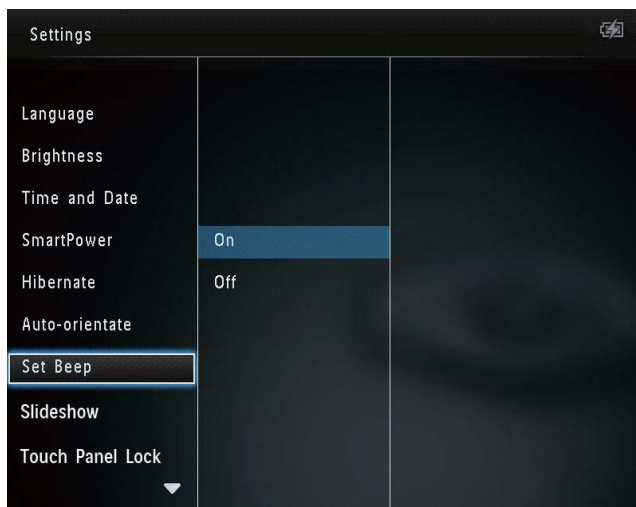 Settings
Language
Brightness
Time and Date
SmartPower
On
Hibernate
Off
Auto-orientate
Set Beep
Slideshow
Touch Panel Lock